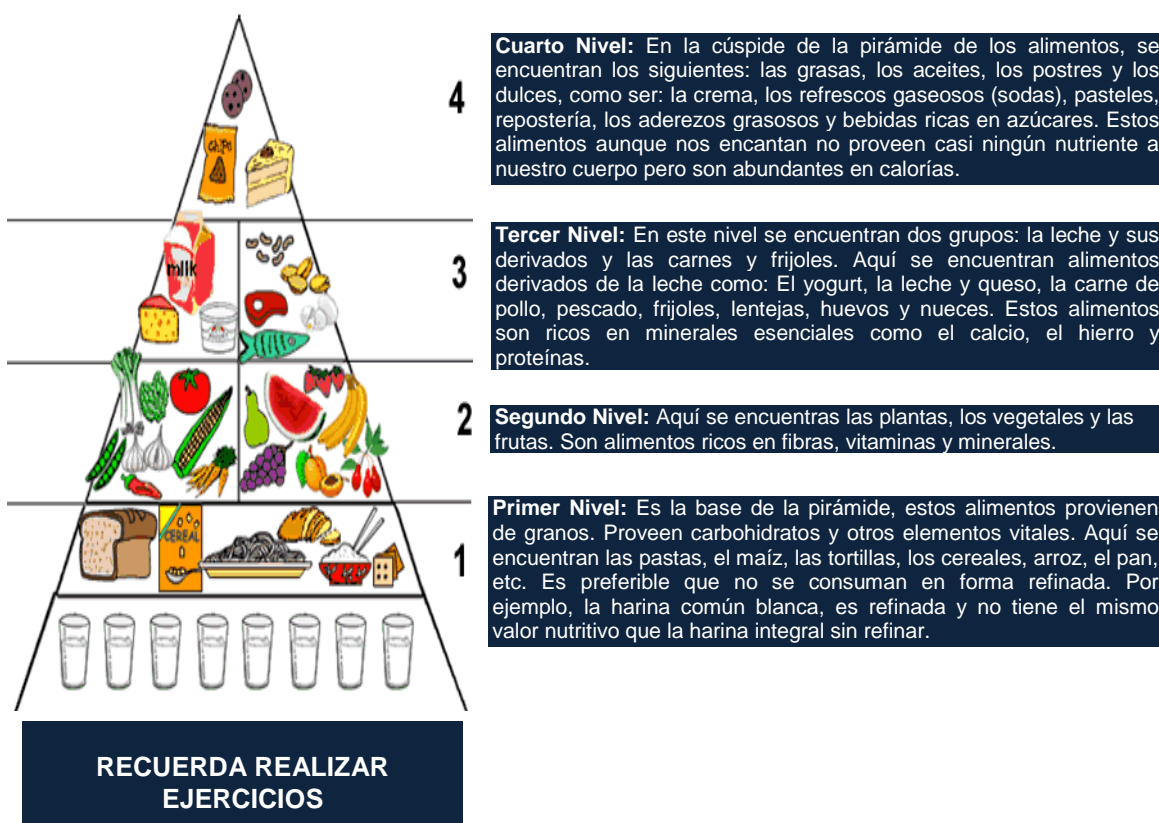 Cuarto Nivel: En la cúspide de la pirámide de los alimentos, se
encuentran los siguientes: las grasas, los aceites, los postres y los
dulces, como ser: la crema, los refrescos gaseosos (sodas), pasteles,
repostería, los aderezos grasosos y bebidas ricas en azúcares. Estos
alimentos aunque nos encantan no proveen casi ningún nutriente a
nuestro cuerpo pero son abundantes en calorías.
4
chips
Tercer Nivel: En este nivel se encuentran dos grupos: la leche y sus
derivados y las carnes y frijoles. Aquí se encuentran alimentos
derivados de la leche como: El yogurt, la leche y queso, la carne de
pollo, pescado, frijoles, lentejas, huevos y nueces. Estos alimentos
son ricos en minerales esenciales como el calcio, el hierro y
proteínas.
milk
3
Segundo Nivel: Aquí se encuentras las plantas, los vegetales y las
frutas. Son alimentos ricos en fibras, vitaminas y minerales.
2
Primer Nivel: Es la base de la pirámide, estos alimentos provienen
de granos. Proveen carbohidratos y otros elementos vitales. Aquí se
encuentran las pastas, el maíz, las tortillas, los cereales, arroz, el pan,
etc. Es preferible que no se consuman en forma refinada. Por
ejemplo, la harina común blanca, es refinada y no tiene el mismo
valor nutritivo que la harina integral sin refinar.
CEREAL
1
RECUERDA REALIZAR
EJERCICIOS